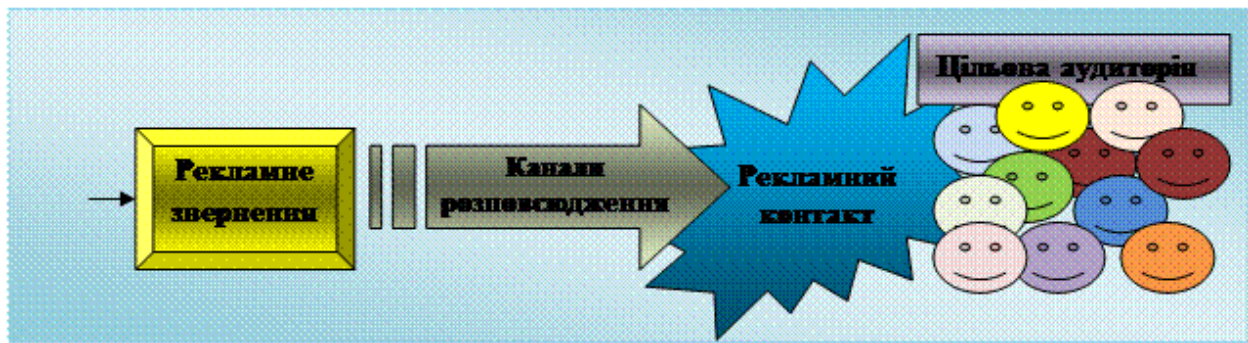 Цільова аудиторія
Рекламне
звернення
Канали
розповсюдження
Рекламний
контакт